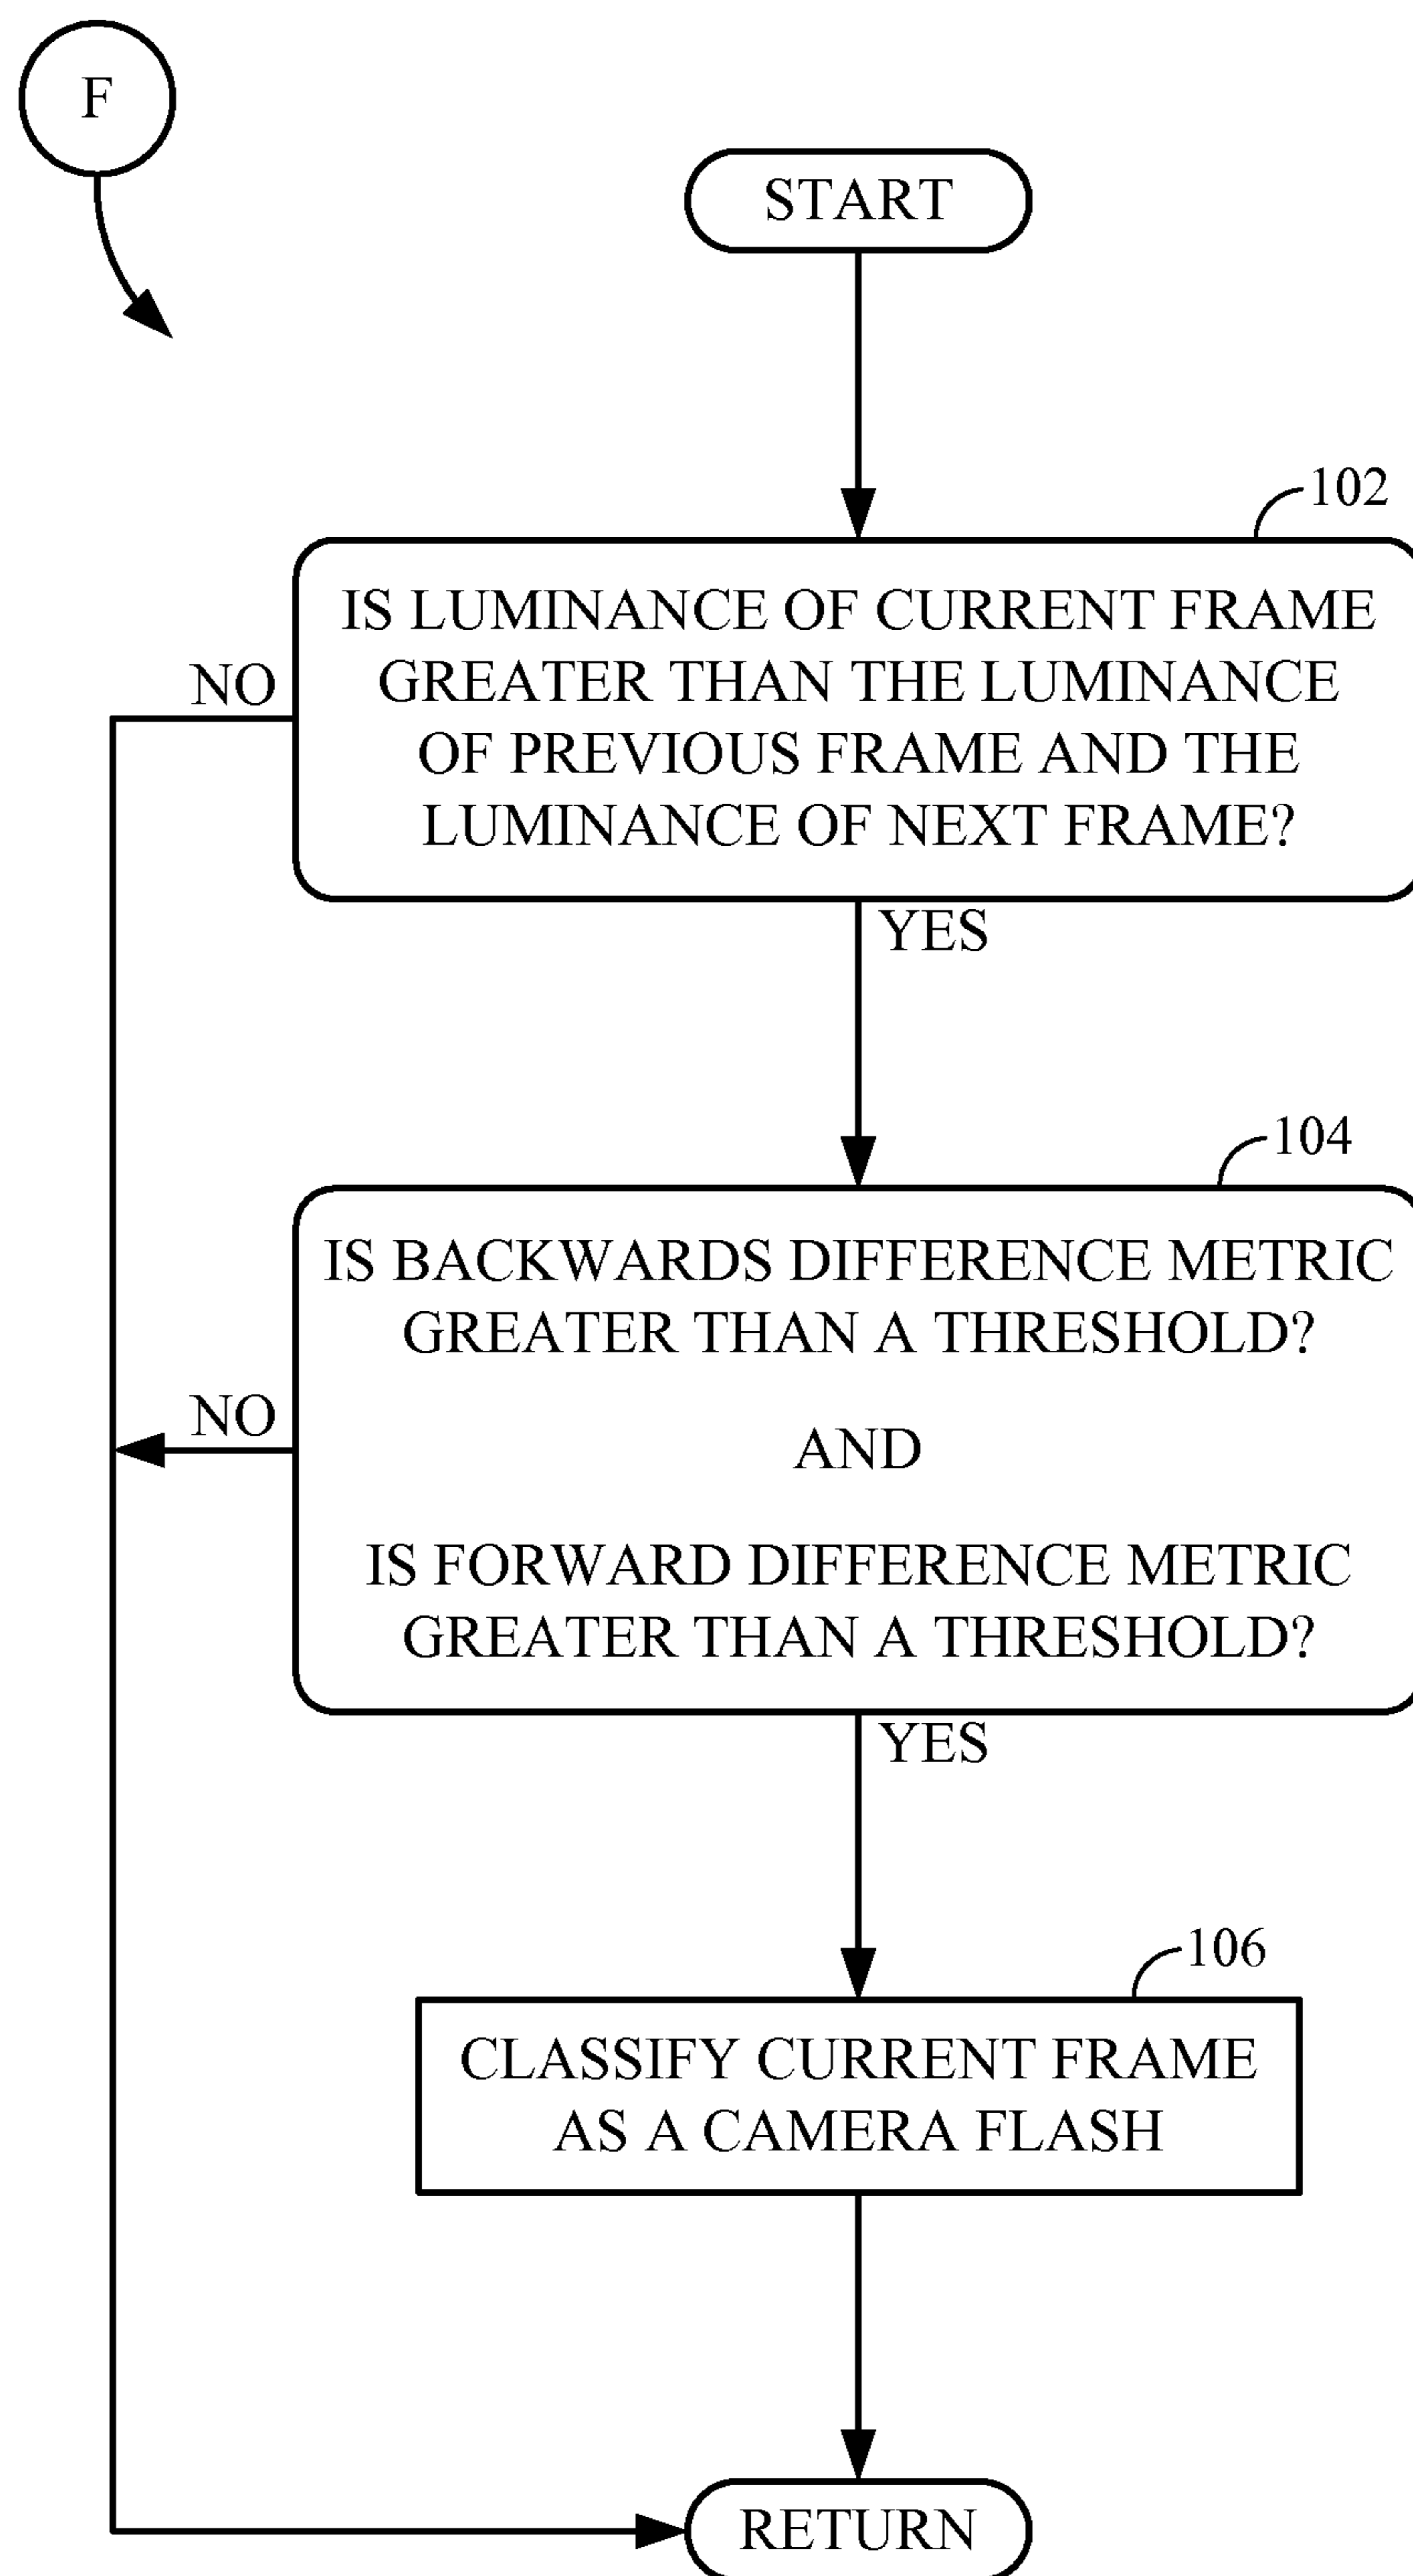 F
START
102
IS LUMINANCE OF CURRENT FRAME
GREATER THAN THE LUMINANCE
OF PREVIOUS FRAME AND THE
LUMINANCE OF NEXT FRAME?
NO
YES
104
IS BACKWARDS DIFFERENCE METRIC
GREATER THAN A THRESHOLD?
AND
IS FORWARD DIFFERENCE METRIC
GREATER THAN A THRESHOLD?
NO
YES
106
CLASSIFY CURRENT FRAME
AS A CAMERA FLASH
RETURN